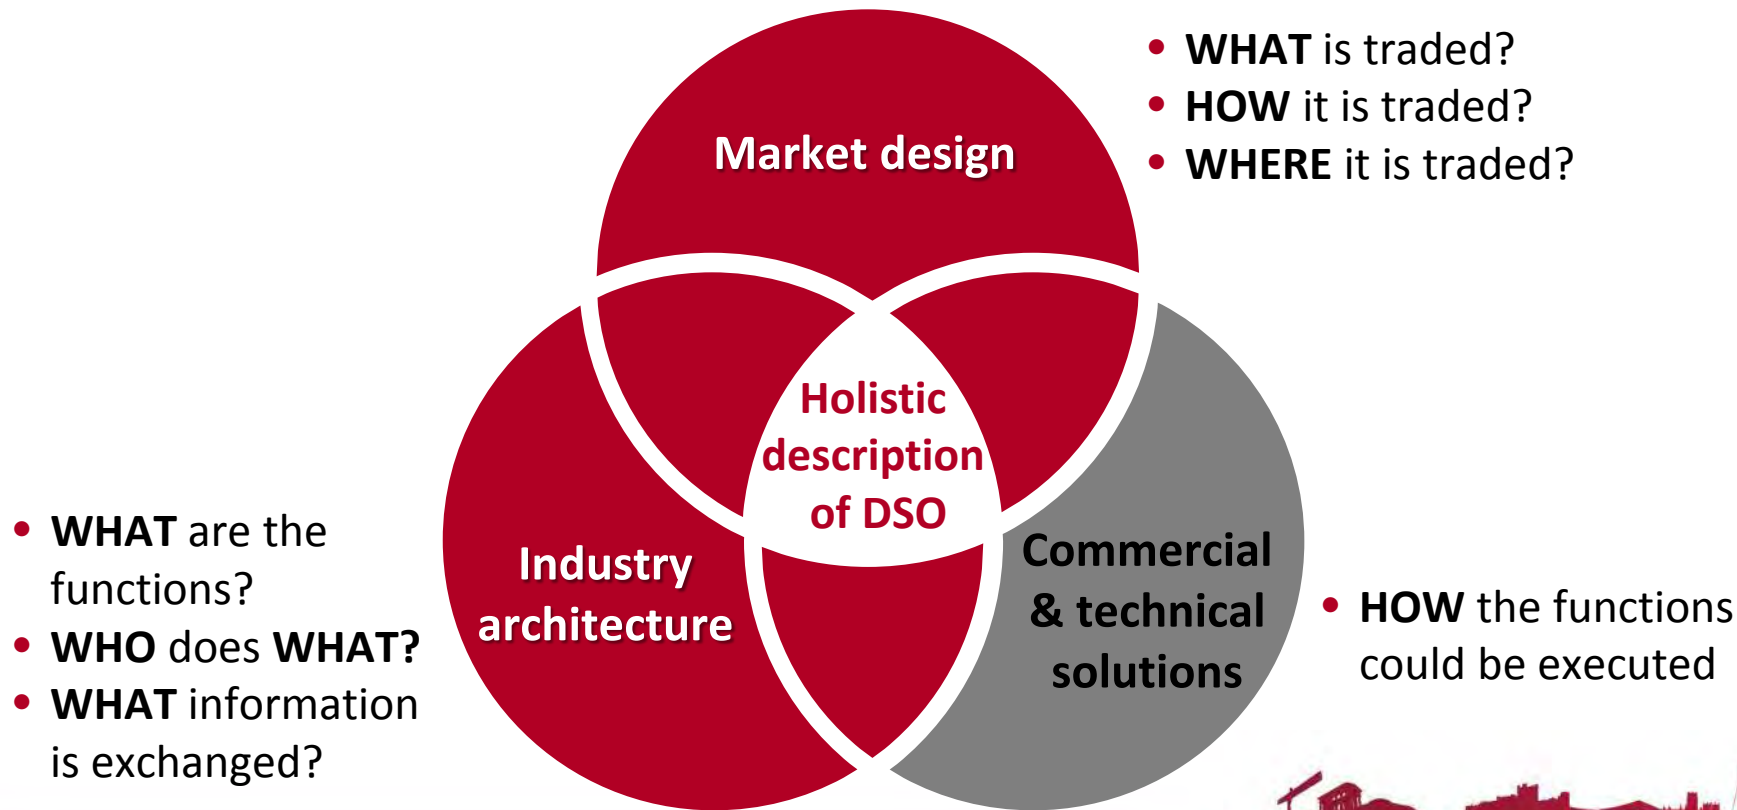 Market design
• WHAT is traded?
• HOW it is traded?
• WHERE it is traded?
Holistic
description
of DSO
• WHAT are the
functions?
• WHO does WHAT?
• WHAT information
is exchanged?
Industry
architecture
Commercial
& technical
solutions
• HOW the functions
could be executed